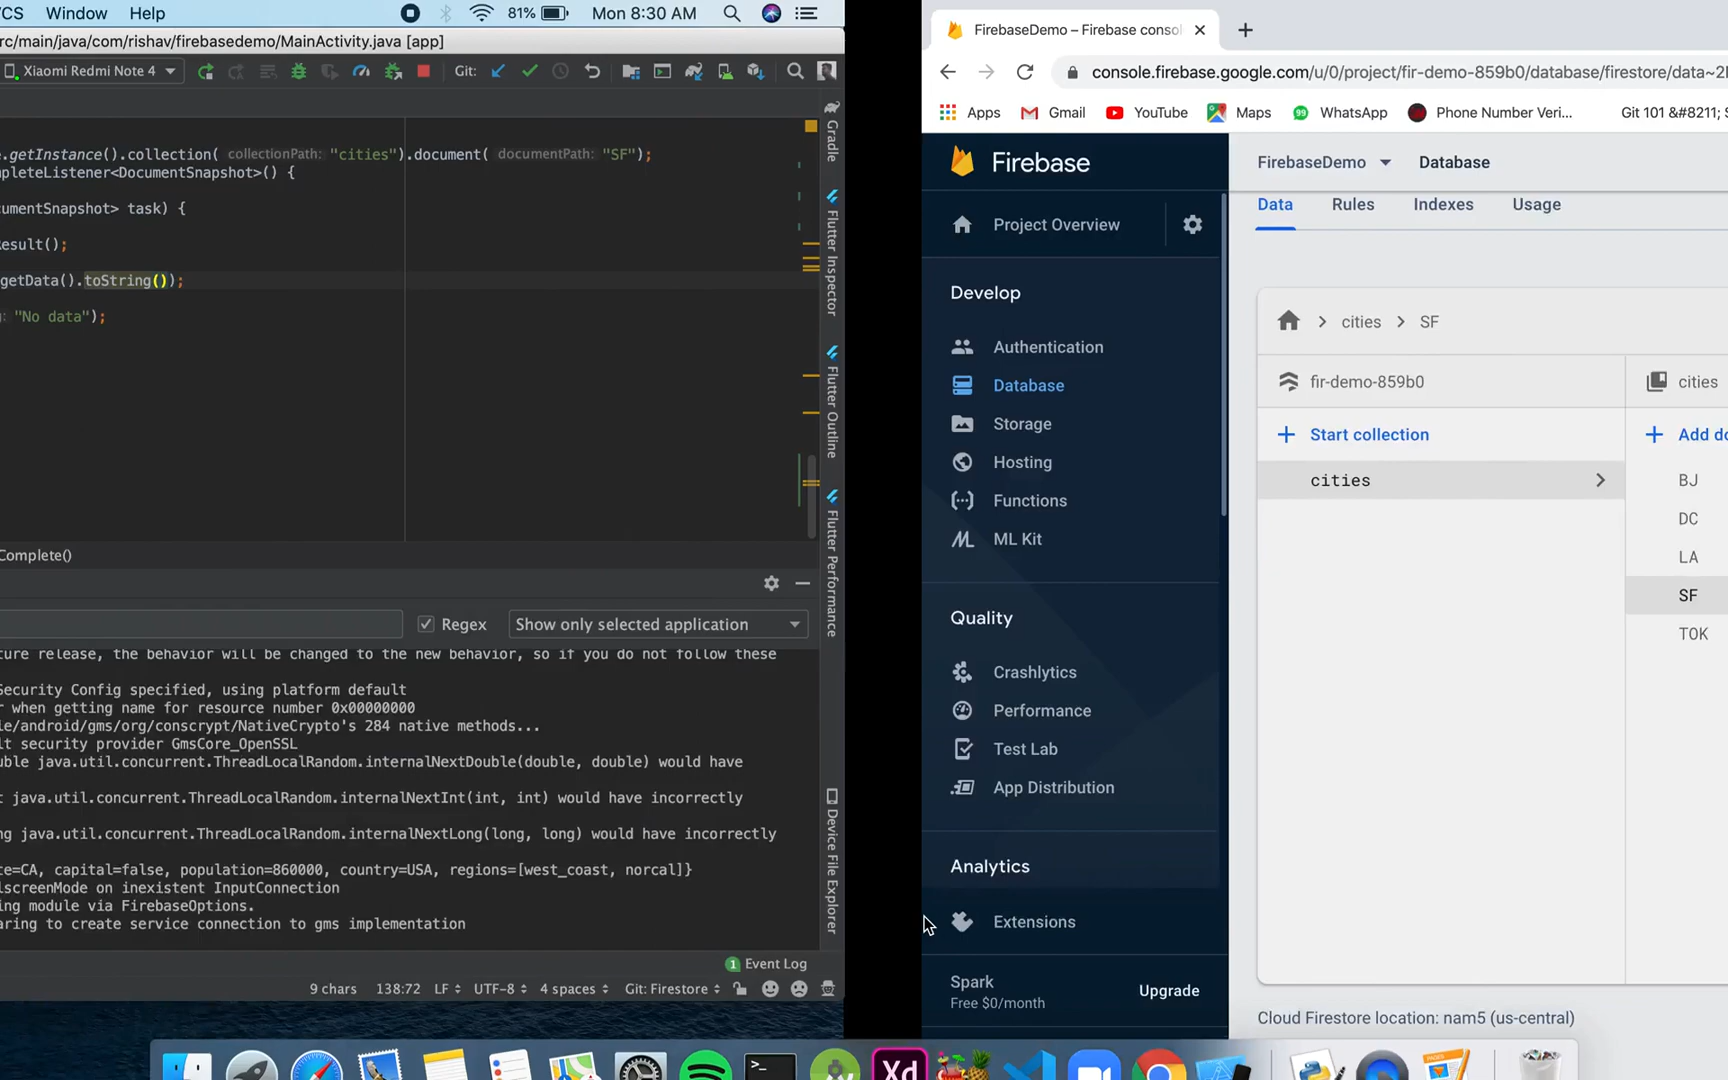 VCS Window Help 81% Mon 8:30 AM
src/main/java/com/rishav/firebasedemo/MainActivity.java [app]
Xiaomi Redmi Note 4 Git:
.getInstance().collection( collectionPath: "cities").document( documentPath: "SF");
mpleteListener<DocumentSnapshot>() {
cumentSnapshot> task) {
esult();
getData().toString());
: "No data");
Complete()
Regex Show only selected application
ture release, the behavior will be changed to the new behavior, so if you do not follow these
Security Config specified, using platform default
r when getting name for resource number 0x00000000
le/android/gms/org/conscrypt/NativeCrypto's 284 native methods...
lt security provider GmsCore_OpenSSL
uble java.util.concurrent.ThreadLocalRandom.internalNextDouble(double, double) would have
t java.util.concurrent.ThreadLocalRandom.internalNextInt(int, int) would have incorrectly
ng java.util.concurrent.ThreadLocalRandom.internalNextLong(long, long) would have incorrectly
te=CA, capital=false, population=860000, country=USA, regions=[west_coast, norcal]}
lscreenMode on inexistent InputConnection
ing module via FirebaseOptions.
aring to create service connection to gms implementation
1 Event Log
9 chars 138:72 LF UTF-8 4 spaces Git: Firestore
Gradle
Flutter Inspector
Flutter Outline
Flutter Performance
Device File Explorer
FirebaseDemo – Firebase conso
console.firebase.google.com/u/0/project/fir-demo-859b0/database/firestore/data~2
Apps Gmail YouTube Maps 99 WhatsApp Phone Number Veri... Git 101 &#8211; S
Firebase
Project Overview
Develop
Authentication
Database
Storage
Hosting
Functions
ML Kit
Quality
Crashlytics
Performance
Test Lab
App Distribution
Analytics
Extensions
Spark
Free $0/month
Upgrade
FirebaseDemo Database
Data Rules Indexes Usage
cities SF
fir-demo-859b0
Start collection
cities
cities
Add do
BJ
DC
LA
SF
TOK
Cloud Firestore location: nam5 (us-central)
Xd